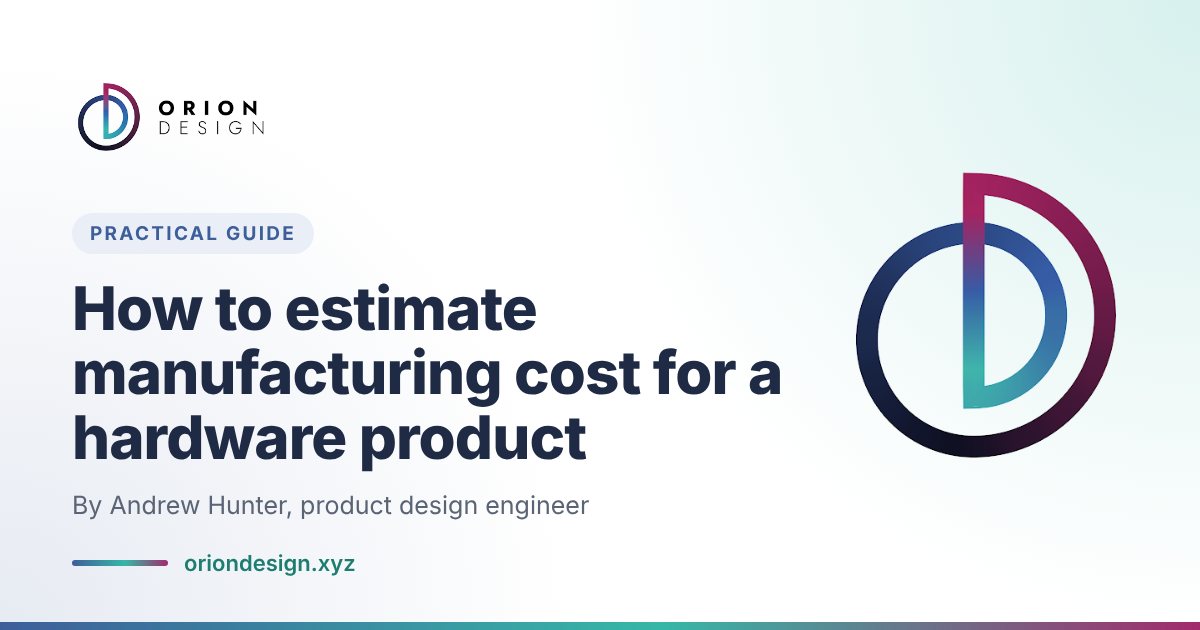 ORION
DESIGN
PRACTICAL GUIDE
How to estimate
manufacturing cost for a
hardware product
By Andrew Hunter, product design engineer
oriondesign.xyz